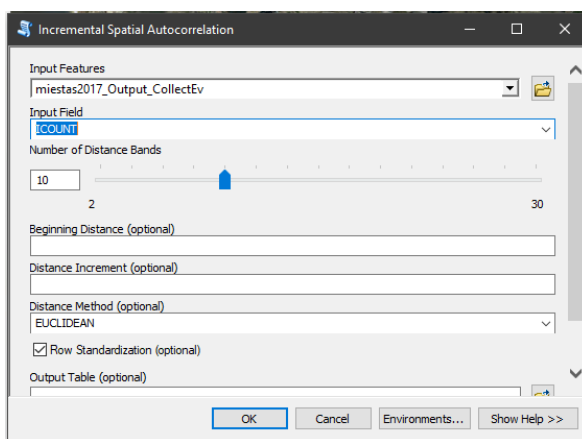 Incremental Spatial Autocorrelation
Input Features
miestas2017_Output_CollectEv
Input Field
ICOUNT
Number of Distance Bands
10
2 30
Beginning Distance (optional)
Distance Increment (optional)
Distance Method (optional)
EUCLIDEAN
Row Standardization (optional)
Output Table (optional)
OK Cancel Environments... Show Help >>